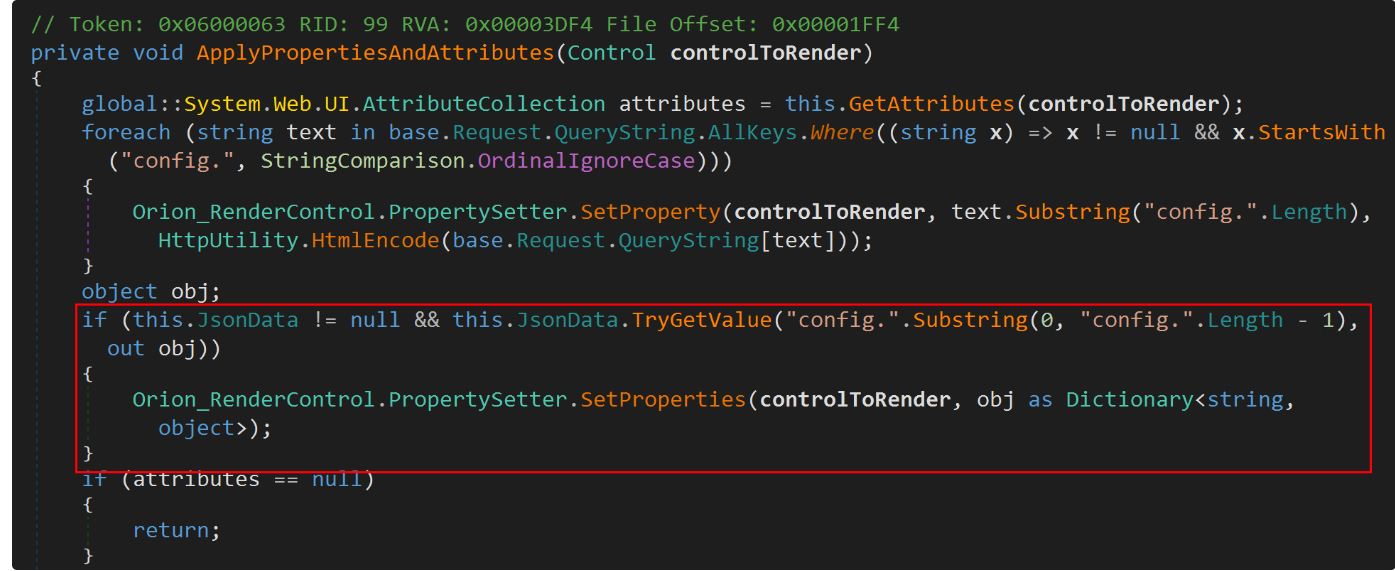 // Token: 0x06000063 RID: 99 RVA: 0x00003DF4 File Offset: 0x00001FF4
private void ApplyPropertiesAndAttributes(Control controlToRender)
{
global::System.Web.UI.AttributeCollection attributes = this.GetAttributes(controlToRender);
foreach (string text in base.Request.QueryString.AllKeys.Where((string x) => x != null && x.StartsWith
("config.", StringComparison.OrdinalIgnoreCase)))
{
Orion_RenderControl.PropertySetter.SetProperty(controlToRender, text.Substring("config.".Length),
HttpUtility.HtmlEncode(base.Request.QueryString[text]));
}
object obj;
if (this.JsonData != null && this.JsonData.TryGetValue("config.".Substring(0, "config.".Length - 1),
out obj))
{
Orion_RenderControl.PropertySetter.SetProperties(controlToRender, obj as Dictionary<string,
object>);
}
if (attributes == null)
{
return;
}